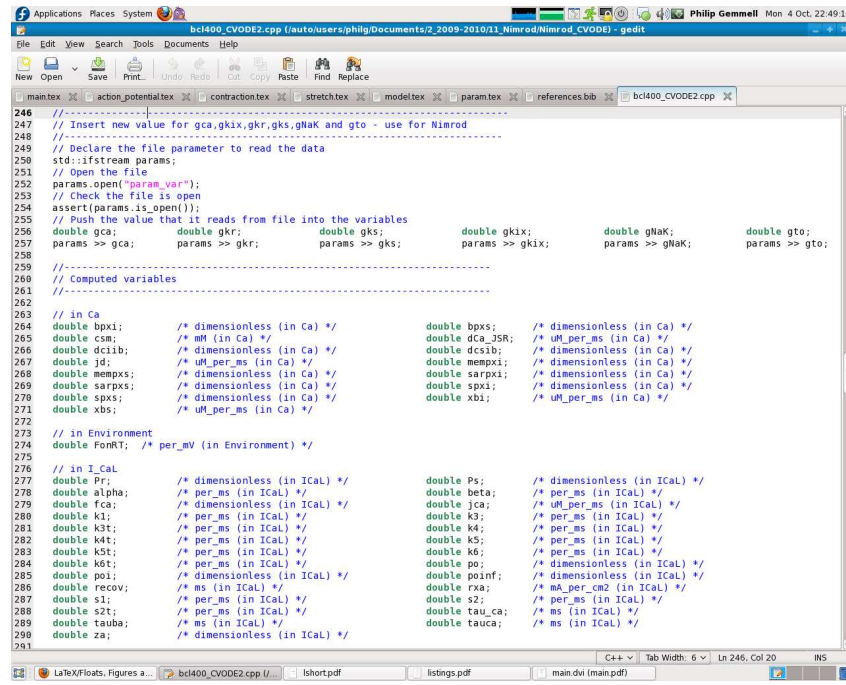 Applications Places System Philip Gemmell Mon 4 Oct, 22:49:1
bcl400_CVODE2.cpp (/auto/users/philg/Documents/2_2009-2010/11_Nimrod/Nimrod_CVODE) - gedit
File Edit View Search Tools Documents Help
New Open Save Print... Undo Redo Cut Copy Paste Find Replace
main.tex action_potential.tex contraction.tex stretch.tex model.tex param.tex references.bib bcl400_CVODE2.cpp
246 //--------------------------------------------------------------------------
247 // Insert new value for gca,gkix,gkr,gks,gNaK and gto - use for Nimrod
248 //-------------------------------------------------------------------------
249 // Declare the file parameter to read the data
250 std::ifstream params;
251 // Open the file
252 params.open("param_var");
253 // Check the file is open
254 assert(params.is_open());
255 // Push the value that it reads from file into the variables
256 double gca; double gkr; double gks; double gkix; double gNaK; double gto;
257 params >> gca; params >> gkr; params >> gks; params >> gkix; params >> gNaK; params >> gto;
258
259 //-----------------------------------------------------------------------
260 // Computed variables
261 //-----------------------------------------------------------------------
262
263 // in Ca
264 double bpxi; /* dimensionless (in Ca) */ double bpxs; /* dimensionless (in Ca) */
265 double csm; /* mM (in Ca) */ double dCa_JSR; /* uM_per_ms (in Ca) */
266 double dciib; /* dimensionless (in Ca) */ double dcsib; /* dimensionless (in Ca) */
267 double jd; /* uM_per_ms (in Ca) */ double mempxi; /* dimensionless (in Ca) */
268 double mempxs; /* dimensionless (in Ca) */ double sarpxi; /* dimensionless (in Ca) */
269 double sarpxs; /* dimensionless (in Ca) */ double spxi; /* dimensionless (in Ca) */
270 double spxs; /* dimensionless (in Ca) */ double xbi; /* uM_per_ms (in Ca) */
271 double xbs; /* uM_per_ms (in Ca) */
272
273 // in Environment
274 double FonRT; /* per_mV (in Environment) */
275
276 // in I_CaL
277 double Pr; /* dimensionless (in ICaL) */ double Ps; /* dimensionless (in ICaL) */
278 double alpha; /* per_ms (in ICaL) */ double beta; /* per_ms (in ICaL) */
279 double fca; /* dimensionless (in ICaL) */ double jca; /* uM_per_ms (in ICaL) */
280 double k1; /* per_ms (in ICaL) */ double k3; /* per_ms (in ICaL) */
281 double k3t; /* per_ms (in ICaL) */ double k4; /* per_ms (in ICaL) */
282 double k4t; /* per_ms (in ICaL) */ double k5; /* per_ms (in ICaL) */
283 double k5t; /* per_ms (in ICaL) */ double k6; /* per_ms (in ICaL) */
284 double k6t; /* per_ms (in ICaL) */ double po; /* dimensionless (in ICaL) */
285 double poi; /* dimensionless (in ICaL) */ double poinf; /* dimensionless (in ICaL) */
286 double recov; /* ms (in ICaL) */ double rxa; /* mA_per_cm2 (in ICaL) */
287 double s1; /* per_ms (in ICaL) */ double s2; /* per_ms (in ICaL) */
288 double s2t; /* per_ms (in ICaL) */ double tau_ca; /* ms (in ICaL) */
289 double tauba; /* ms (in ICaL) */ double tauca; /* ms (in ICaL) */
290 double za; /* dimensionless (in ICaL) */
291
C++ Tab Width: 6 Ln 246, Col 20 INS
LaTeX/Floats, Figures a... bcl400_CVODE2.cpp (/... lshort.pdf listings.pdf main.dvi (main.pdf)